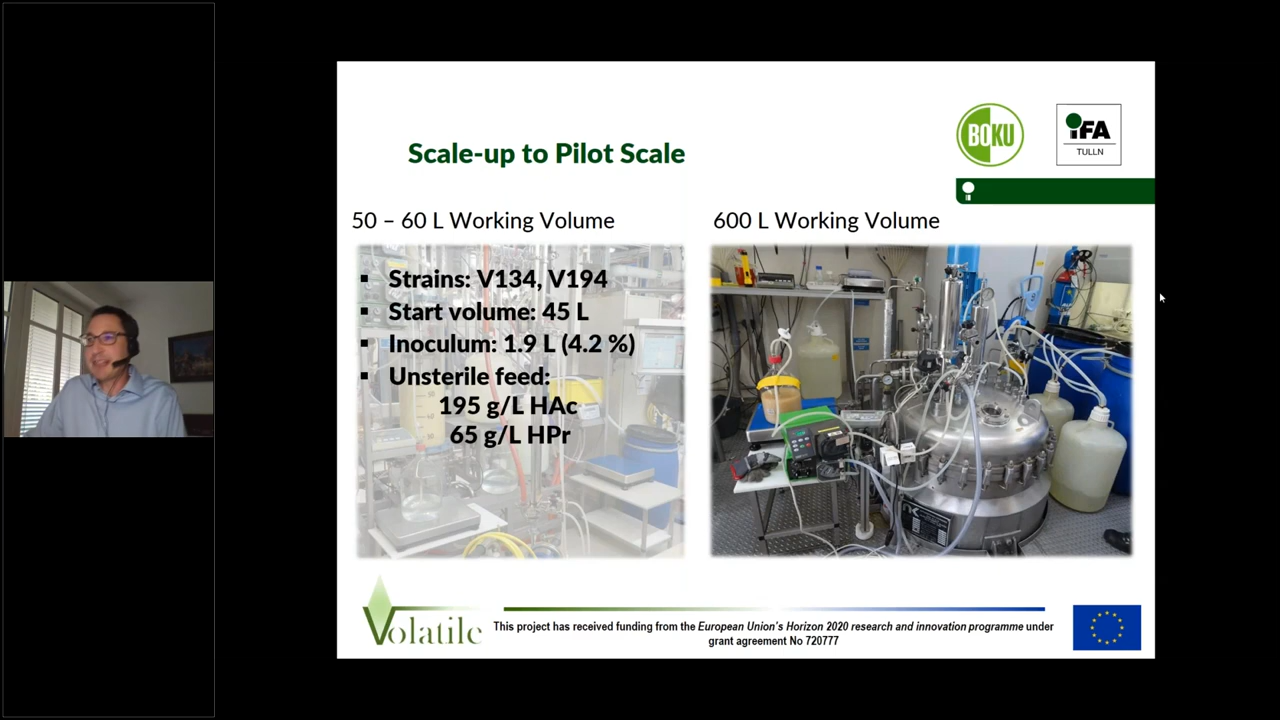 Scale-up to Pilot Scale
BOKU
iFA
TULLN
50 – 60 L Working Volume
600 L Working Volume
▪ Strains: V134, V194
▪ Start volume: 45 L
▪ Inoculum: 1.9 L (4.2 %)
▪ Unsterile feed:
195 g/L HAc
65 g/L HPr
Volatile
This project has received funding from the European Union's Horizon 2020 research and innovation programme under
grant agreement No 720777